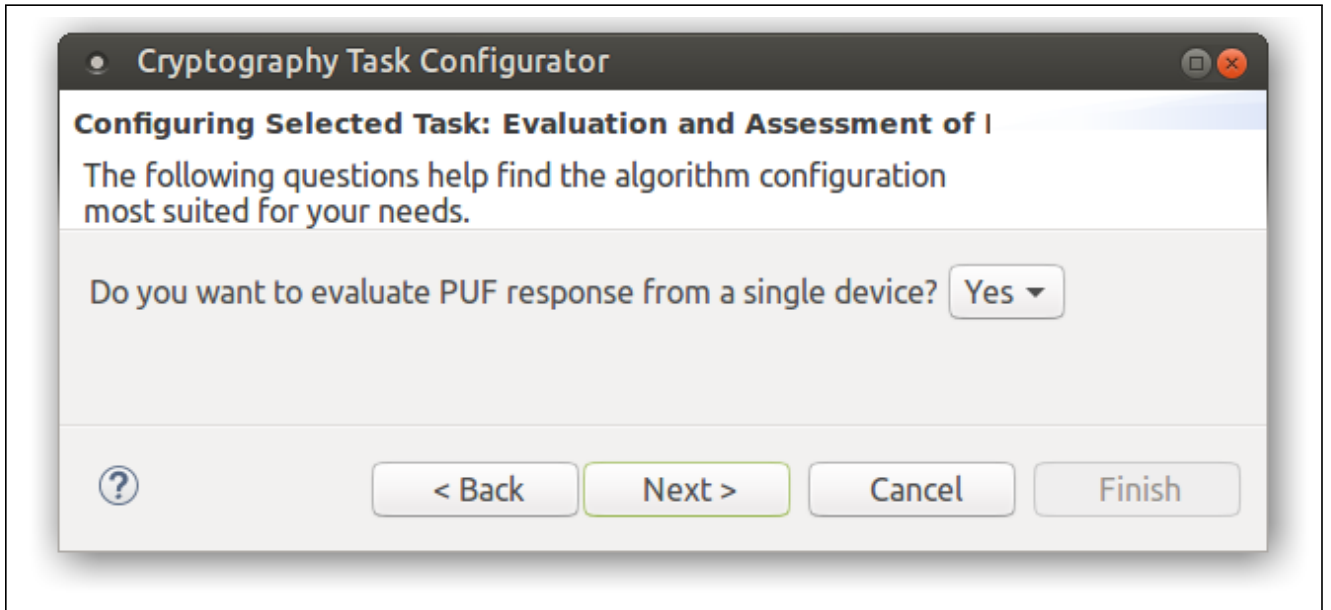 Cryptography Task Configurator
Configuring Selected Task: Evaluation and Assessment of
The following questions help find the algorithm configuration
most suited for your needs.
Do you want to evaluate PUF response from a single device? Yes
? < Back Next > Cancel Finish